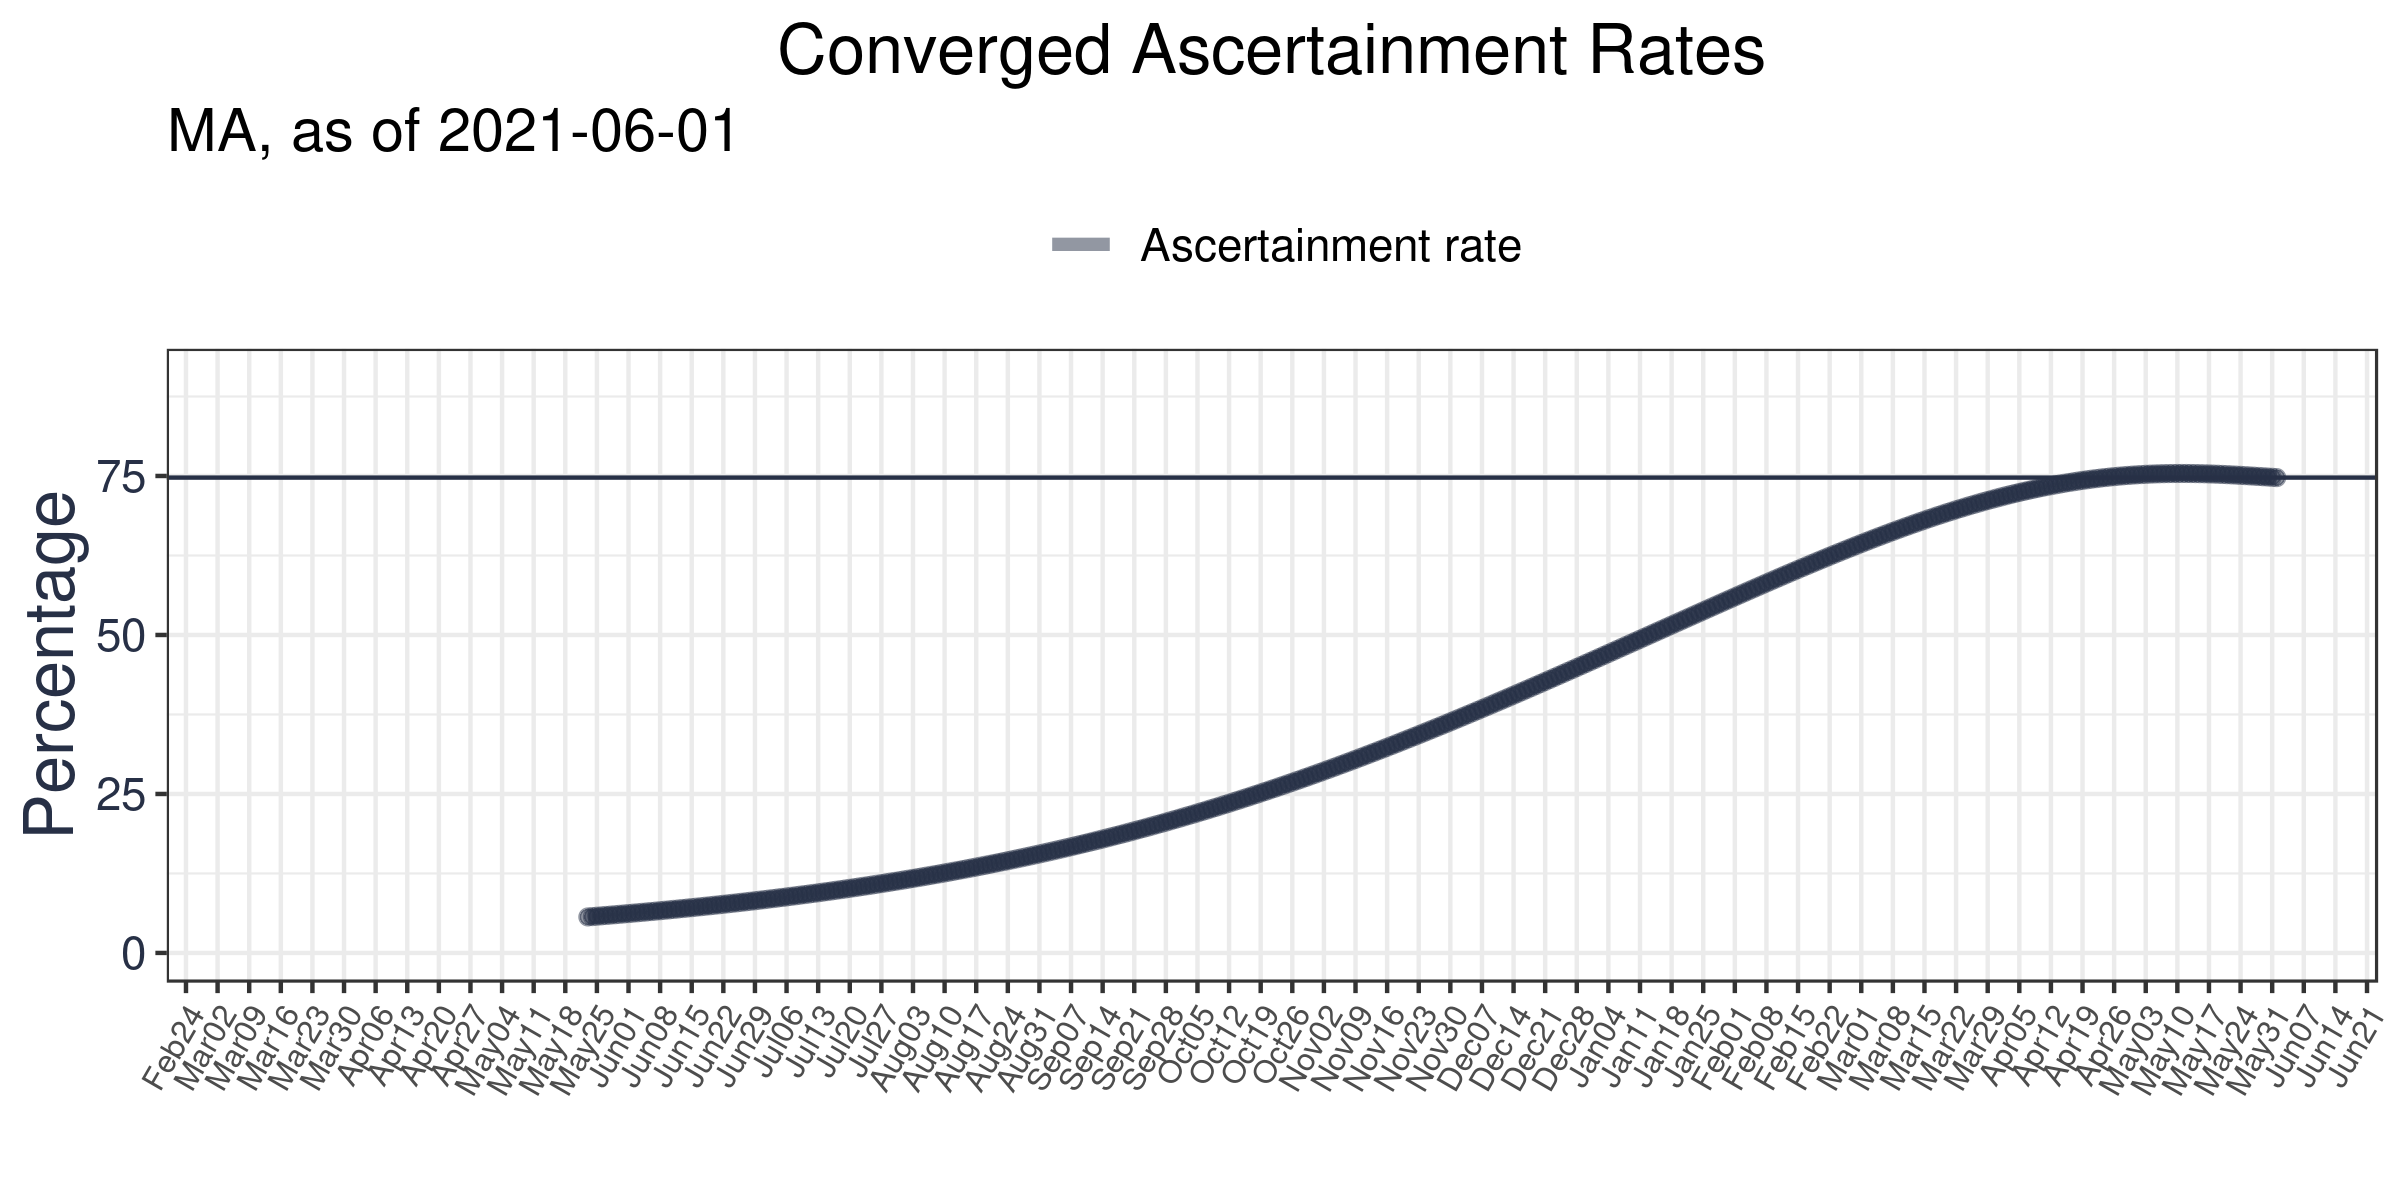 Converged Ascertainment Rates
MA, as of 2021-06-01
Ascertainment rate
Percentage
75
50
25
0
Feb24
Mar02
Mar09
Mar16
Mar23
Mar30
Apr06
Apr13
Apr20
Apr27
May04
May11
May18
May25
Jun01
Jun08
Jun15
Jun22
Jun29
Jul06
Jul13
Jul20
Jul27
Aug03
Aug10
Aug17
Aug24
Aug31
Sep07
Sep14
Sep21
Sep28
Oct05
Oct12
Oct19
Oct26
Nov02
Nov09
Nov16
Nov23
Nov30
Dec07
Dec14
Dec21
Dec28
Jan04
Jan11
Jan18
Jan25
Feb01
Feb08
Feb15
Feb22
Mar01
Mar08
Mar15
Mar22
Mar29
Apr05
Apr12
Apr19
Apr26
May03
May10
May17
May24
May31
Jun07
Jun14
Jun21